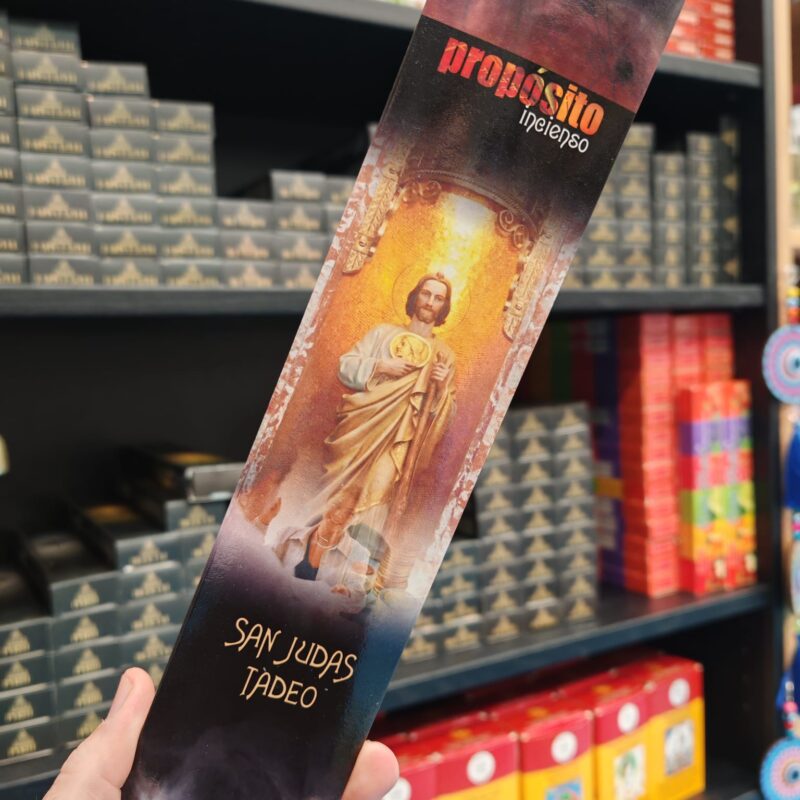 propósito
incienso
SAN JUDAS
TADEO